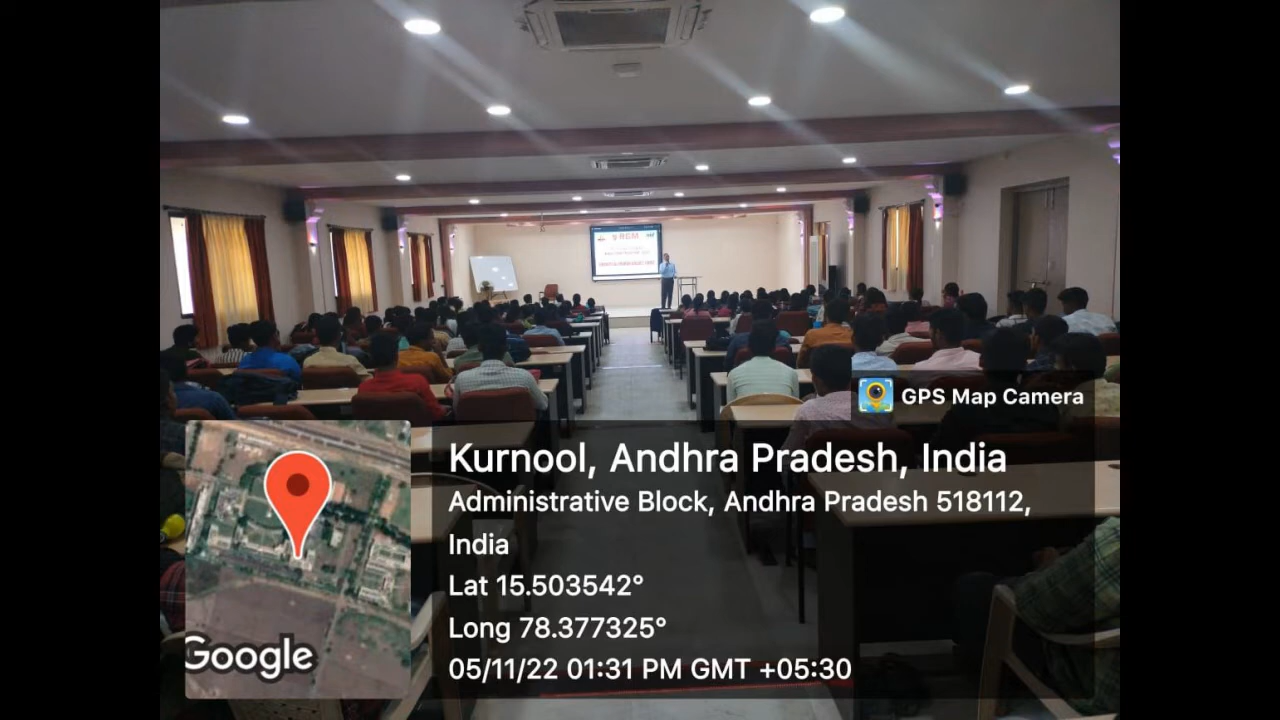 RGM
GPS Map Camera
Kurnool, Andhra Pradesh, India
Administrative Block, Andhra Pradesh 518112,
India
Lat 15.503542°
Long 78.377325°
05/11/22 01:31 PM GMT +05:30
Google